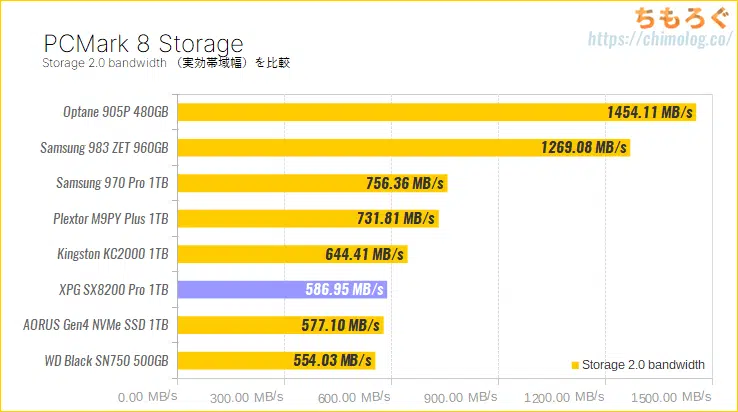 ちもろぐ
https://chimolog.co/
PCMark 8 Storage
Storage 2.0 bandwidth （実効帯域幅）を比較
Optane 905P 480GB 1454.11 MB/s
Samsung 983 ZET 960GB 1269.08 MB/s
Samsung 970 Pro 1TB 756.36 MB/s
Plextor M9PY Plus 1TB 731.81 MB/s
Kingston KC2000 1TB 644.41 MB/s
XPG SX8200 Pro 1TB 586.95 MB/s
AORUS Gen4 NVMe SSD 1TB 577.10 MB/s
WD Black SN750 500GB 554.03 MB/s
Storage 2.0 bandwidth
0.00 MB/s 300.00 MB/s 600.00 MB/s 900.00 MB/s 1200.00 MB/s 1500.00 MB/s